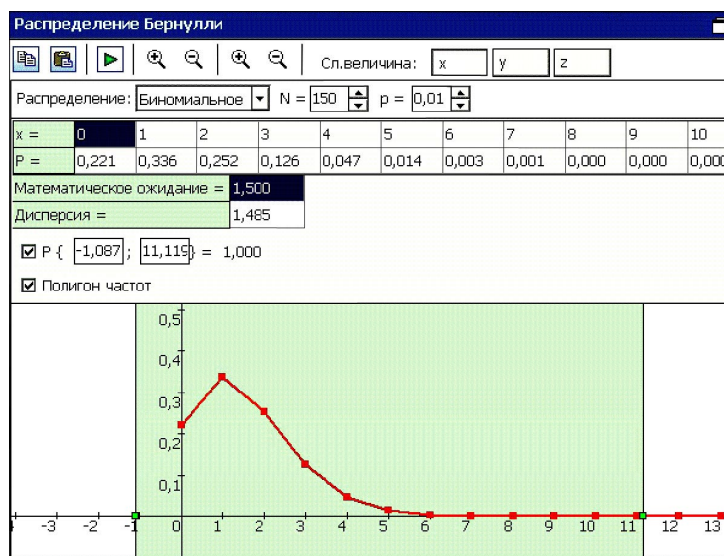 Распределение Бернулли
Сл.величина: x y z
Распределение: Биномиальное N = 150 p = 0,01
x = 0 1 2 3 4 5 6 7 8 9 10
P = 0,221 0,336 0,252 0,126 0,047 0,014 0,003 0,001 0,000 0,000 0,000
Математическое ожидание = 1,500
Дисперсия = 1,485
P { -1,087 ; 11,119 } = 1,000
Полигон частот
0,5
0,4
0,3
0,2
0,1
-3 -2 -1 0 1 2 3 4 5 6 7 8 9 10 11 12 13